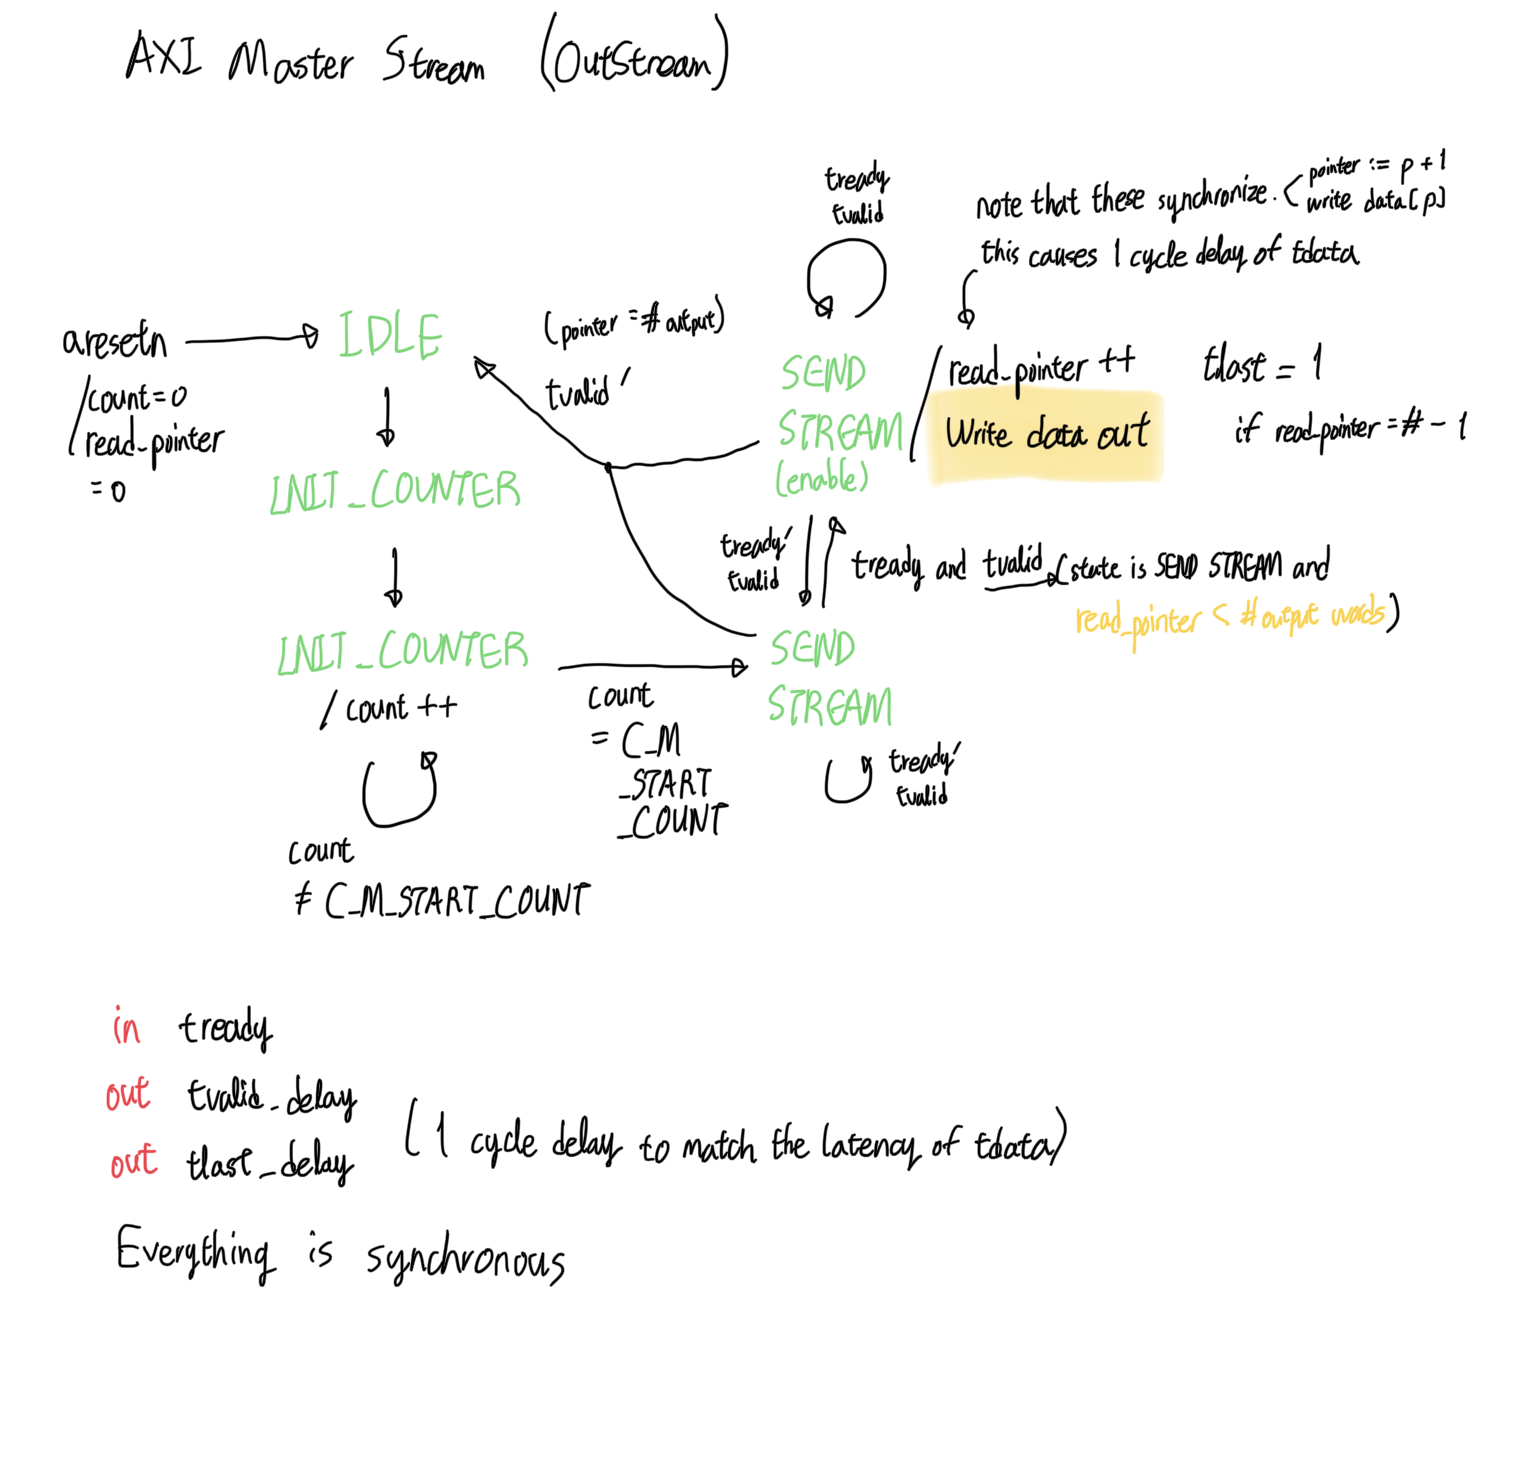 AXI Master Stream (OutStream)
tready
tvalid
note that these synchronize. < pointer := p + 1
write data[p]
this causes 1 cycle delay of tdata
aresetn
/count=0
/read_pointer
=0
IDLE
(pointer =# output)
tvalid'
SEND
STREAM
(enable)
/ read_pointer ++
Write data out
tlast = 1
if read_pointer = # - 1
INIT_COUNTER
tready'
tvalid
tready and tvalid (state is SEND STREAM and
read_pointer < # output words)
INIT_COUNTER
/ count ++
count
= C_M
_START
_COUNT
SEND
STREAM
tready'
tvalid
count
≠ C_M_START_COUNT
in tready
out tvalid_delay
out tlast_delay
(1 cycle delay to match the latency of tdata)
Everything is synchronous